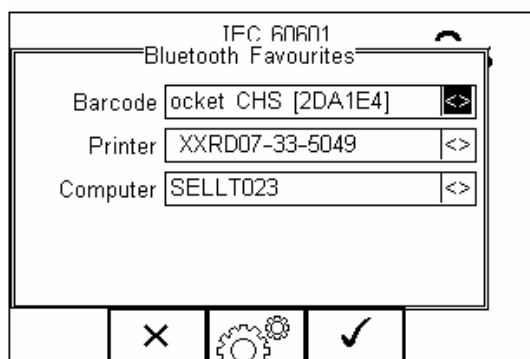 IEC 60601
Bluetooth Favourites
Barcode ocket CHS [2DA1E4] <>
Printer XXRD07-33-5049 <>
Computer SELLT023 <>